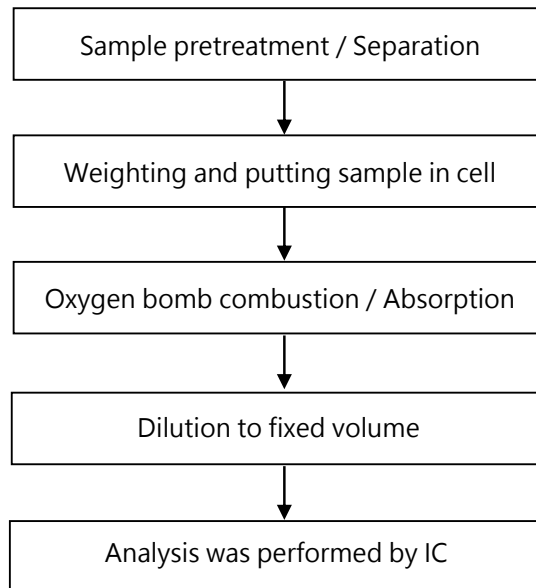 Sample pretreatment / Separation
Weighting and putting sample in cell
Oxygen bomb combustion / Absorption
Dilution to fixed volume
Analysis was performed by IC